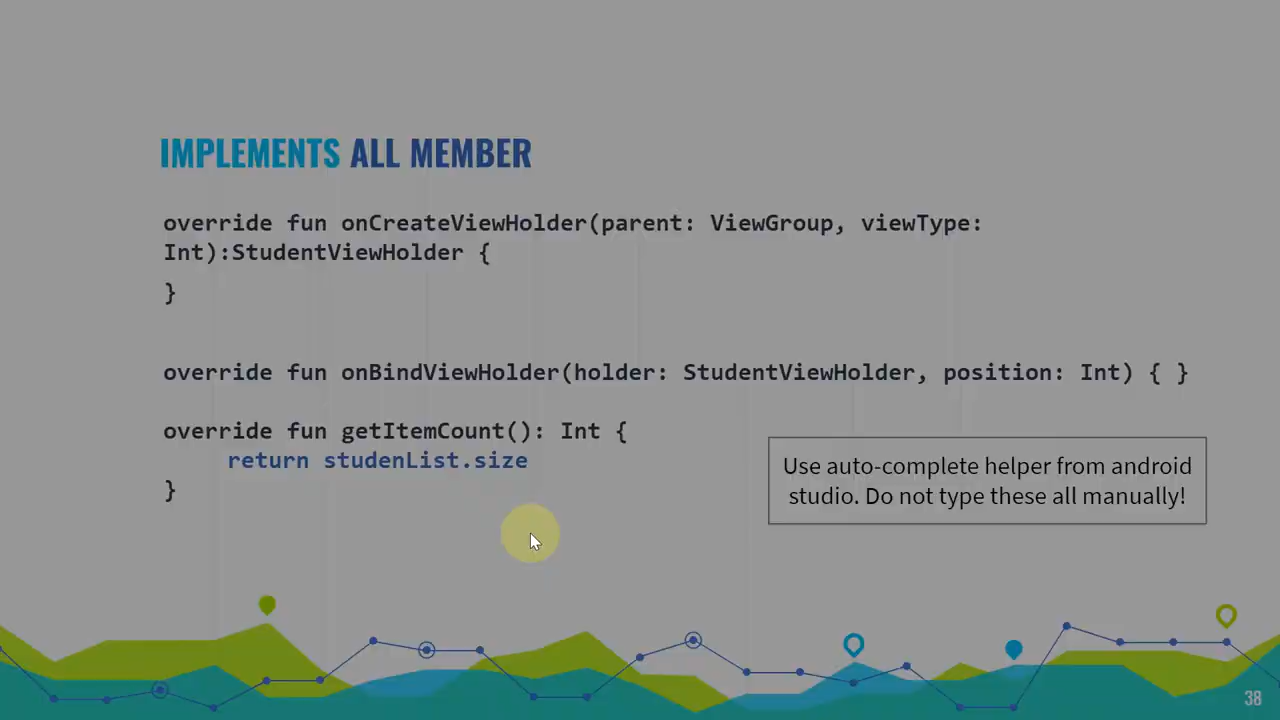 IMPLEMENTS ALL MEMBER
override fun onCreateViewHolder(parent: ViewGroup, viewType:
Int):StudentViewHolder {
}
override fun onBindViewHolder(holder: StudentViewHolder, position: Int) { }
override fun getItemCount(): Int {
return studenList.size
}
Use auto-complete helper from android
studio. Do not type these all manually!
38